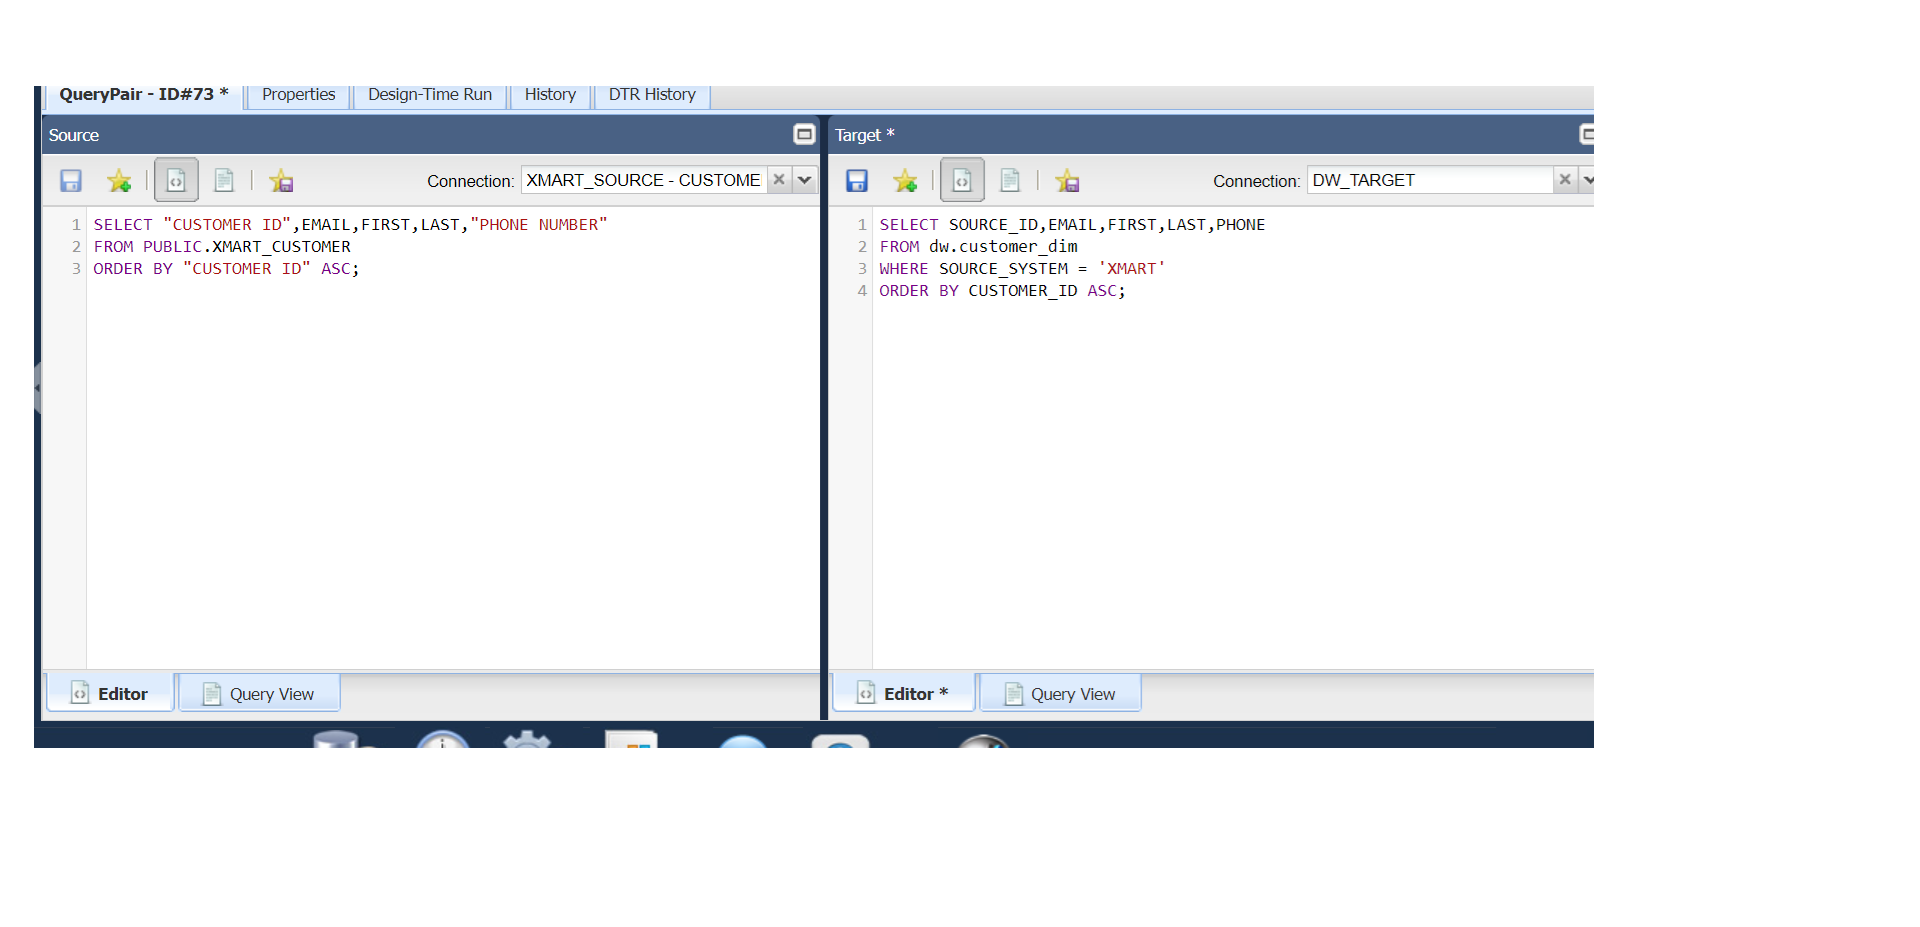 QueryPair - ID#73 * Properties Design-Time Run History DTR History
Source
Connection: XMART_SOURCE - CUSTOME
1 SELECT "CUSTOMER ID",EMAIL,FIRST,LAST,"PHONE NUMBER"
2 FROM PUBLIC.XMART_CUSTOMER
3 ORDER BY "CUSTOMER ID" ASC;
Editor Query View
Target *
Connection: DW_TARGET
1 SELECT SOURCE_ID,EMAIL,FIRST,LAST,PHONE
2 FROM dw.customer_dim
3 WHERE SOURCE_SYSTEM = 'XMART'
4 ORDER BY CUSTOMER_ID ASC;
Editor * Query View